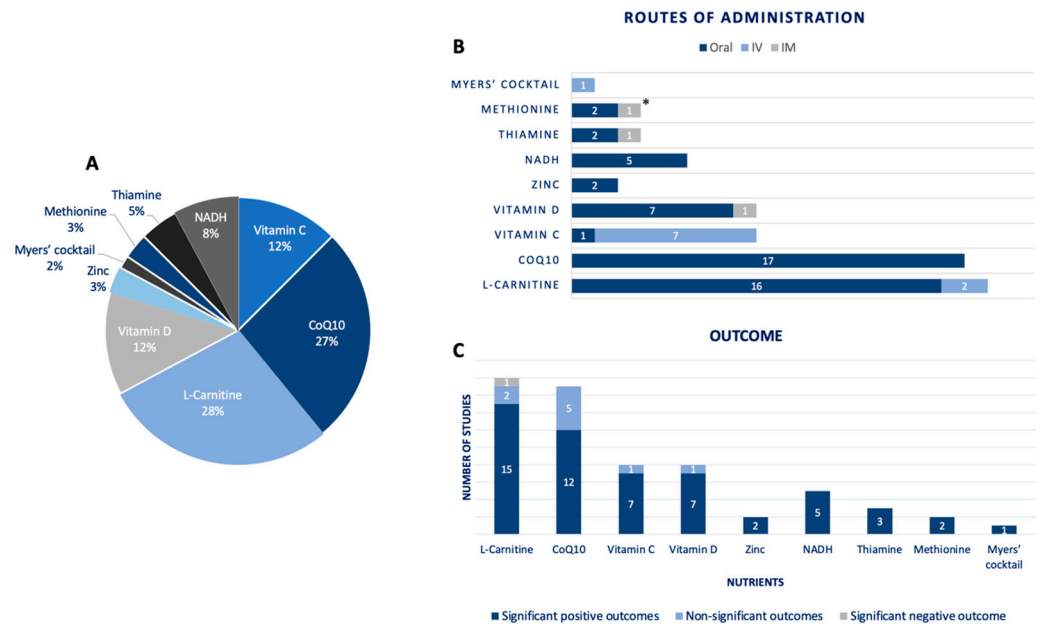 A
Vitamin C
12%
CoQ10
27%
L-Carnitine
28%
Vitamin D
12%
Zinc
3%
Myers' cocktail
2%
Methionine
3%
Thiamine
5%
NADH
8%
ROUTES OF ADMINISTRATION
B
Oral IV IM
MYERS' COCKTAIL 1
METHIONINE 2 1 *
THIAMINE 2 1
NADH 5
ZINC 2
VITAMIN D 7 1
VITAMIN C 1 7
COQ10 17
L-CARNITINE 16 2
OUTCOME
C
NUMBER OF STUDIES
1
2 5
15 12 7 1 7 1 2 5 3 2 1
L-Carnitine CoQ10 Vitamin C Vitamin D Zinc NADH Thiamine Methionine Myers'
cocktail
NUTRIENTS
Significant positive outcomes Non-significant outcomes Significant negative outcome